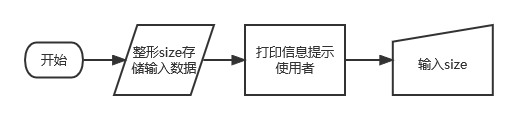 开始
整形size存
储输入数据
打印信息提示
使用者
输入size